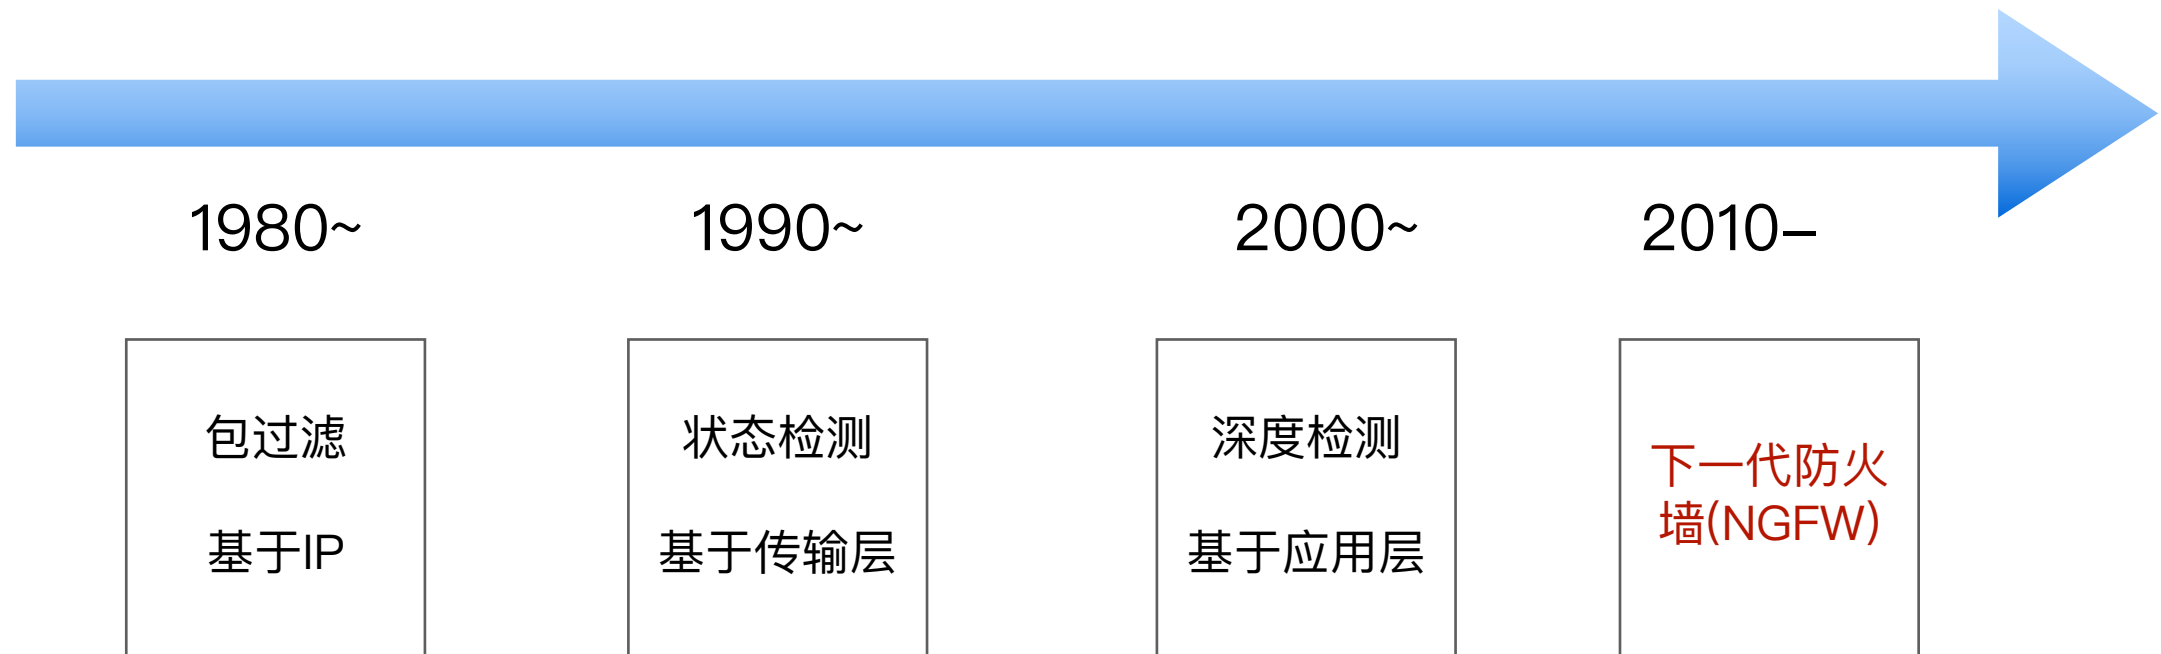 1980~
1990~
2000~
2010–
包过滤
基于IP
状态检测
基于传输层
深度检测
基于应用层
下一代防火
墙(NGFW)